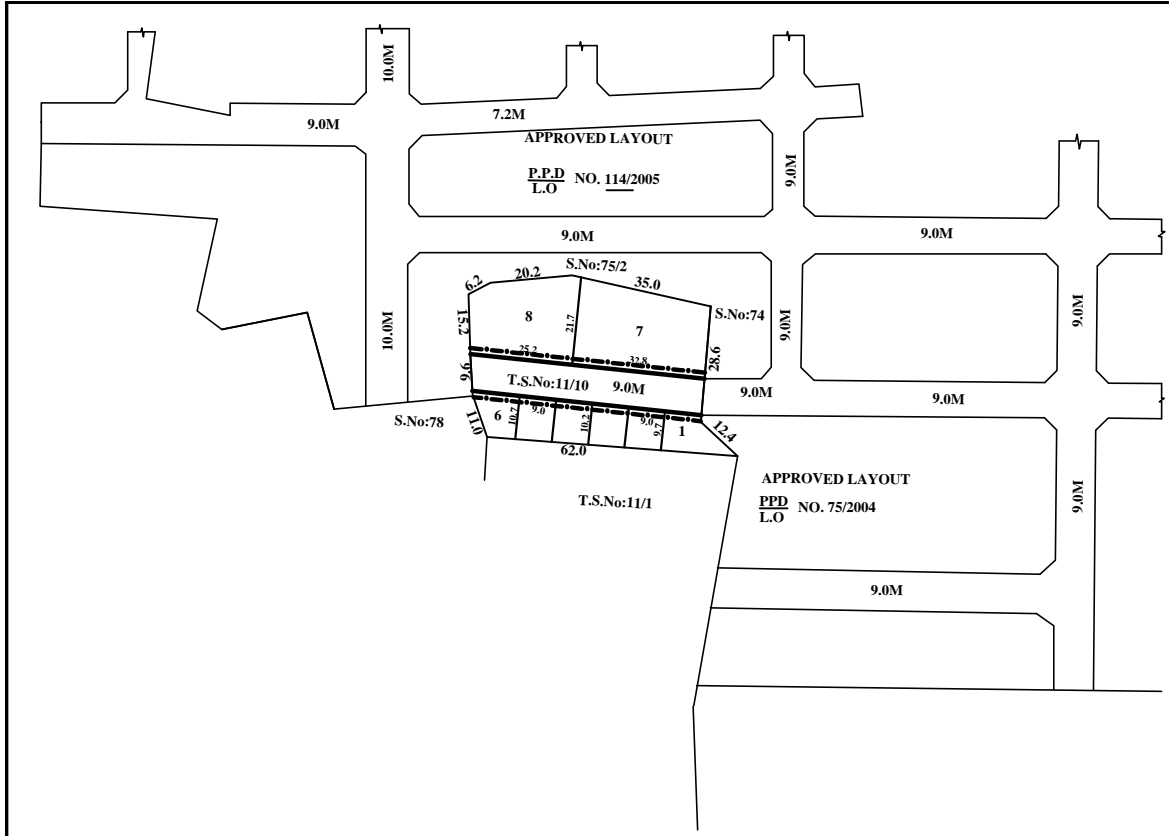 10.0M
9.0M
7.2M
APPROVED LAYOUT
P.P.D
L.O NO. 114/2005
9.0M
9.0M
9.0M
9.0M
S.No:75/2
6.2
20.2
35.0
S.No:74
15.2
8
21.7
7
28.6
10.0M
9.0M
25.2
32.8
9.6
T.S.No:11/10
9.0M
9.0M
9.0M
S.No:78
11.0
6
10.7
9.0
10.2
9.0
9.7
1
12.4
62.0
T.S.No:11/1
APPROVED LAYOUT
PPD
L.O NO. 75/2004
9.0M
9.0M